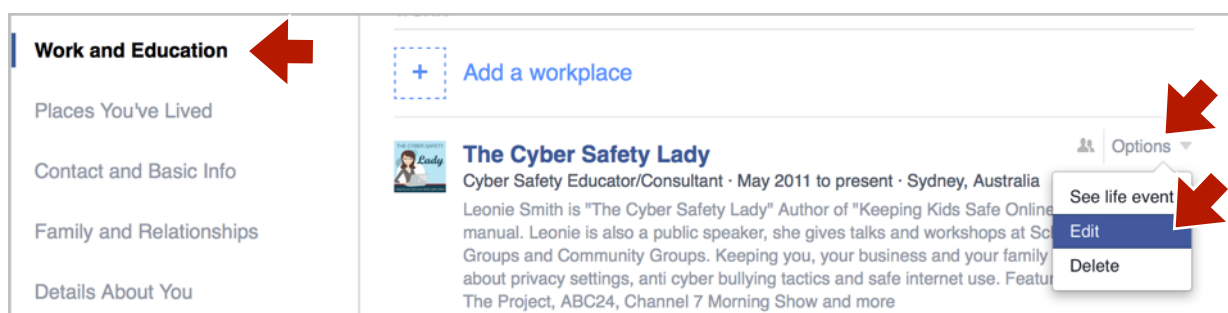 Work and Education
Places You've Lived
Contact and Basic Info
Family and Relationships
Details About You
+ Add a workplace
THE CYBER SAFETY
Lady
The Cyber Safety Lady
Options
Cyber Safety Educator/Consultant · May 2011 to present · Sydney, Australia
Leonie Smith is "The Cyber Safety Lady" Author of "Keeping Kids Safe Online
manual. Leonie is also a public speaker, she gives talks and workshops at
Groups and Community Groups. Keeping you, your business and your family
about privacy settings, anti cyber bullying tactics and safe internet use.
The Project, ABC24, Channel 7 Morning Show and more
See life event
Edit
Delete